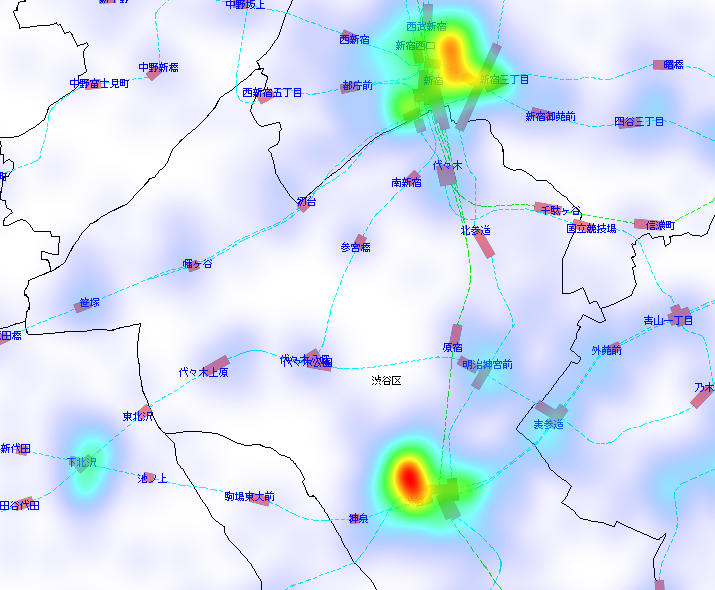 中野坂上
西武新宿
西新宿
新宿西口
曙橋
中野新橋
中野富士見町
新宿
新宿三丁目
都庁前
西新宿五丁目
新宿御苑前
四谷三丁目
代々木
南新宿
初台
千駄ヶ谷
国立競技場
信濃町
北参道
参宮橋
幡ヶ谷
笹塚
青山一丁目
原宿
外苑前
代々木公園
明治神宮前
代々木上原
渋谷区
乃木
東北沢
表参道
新代田
下北沢
池ノ上
駒場東大前
田谷代田
神泉